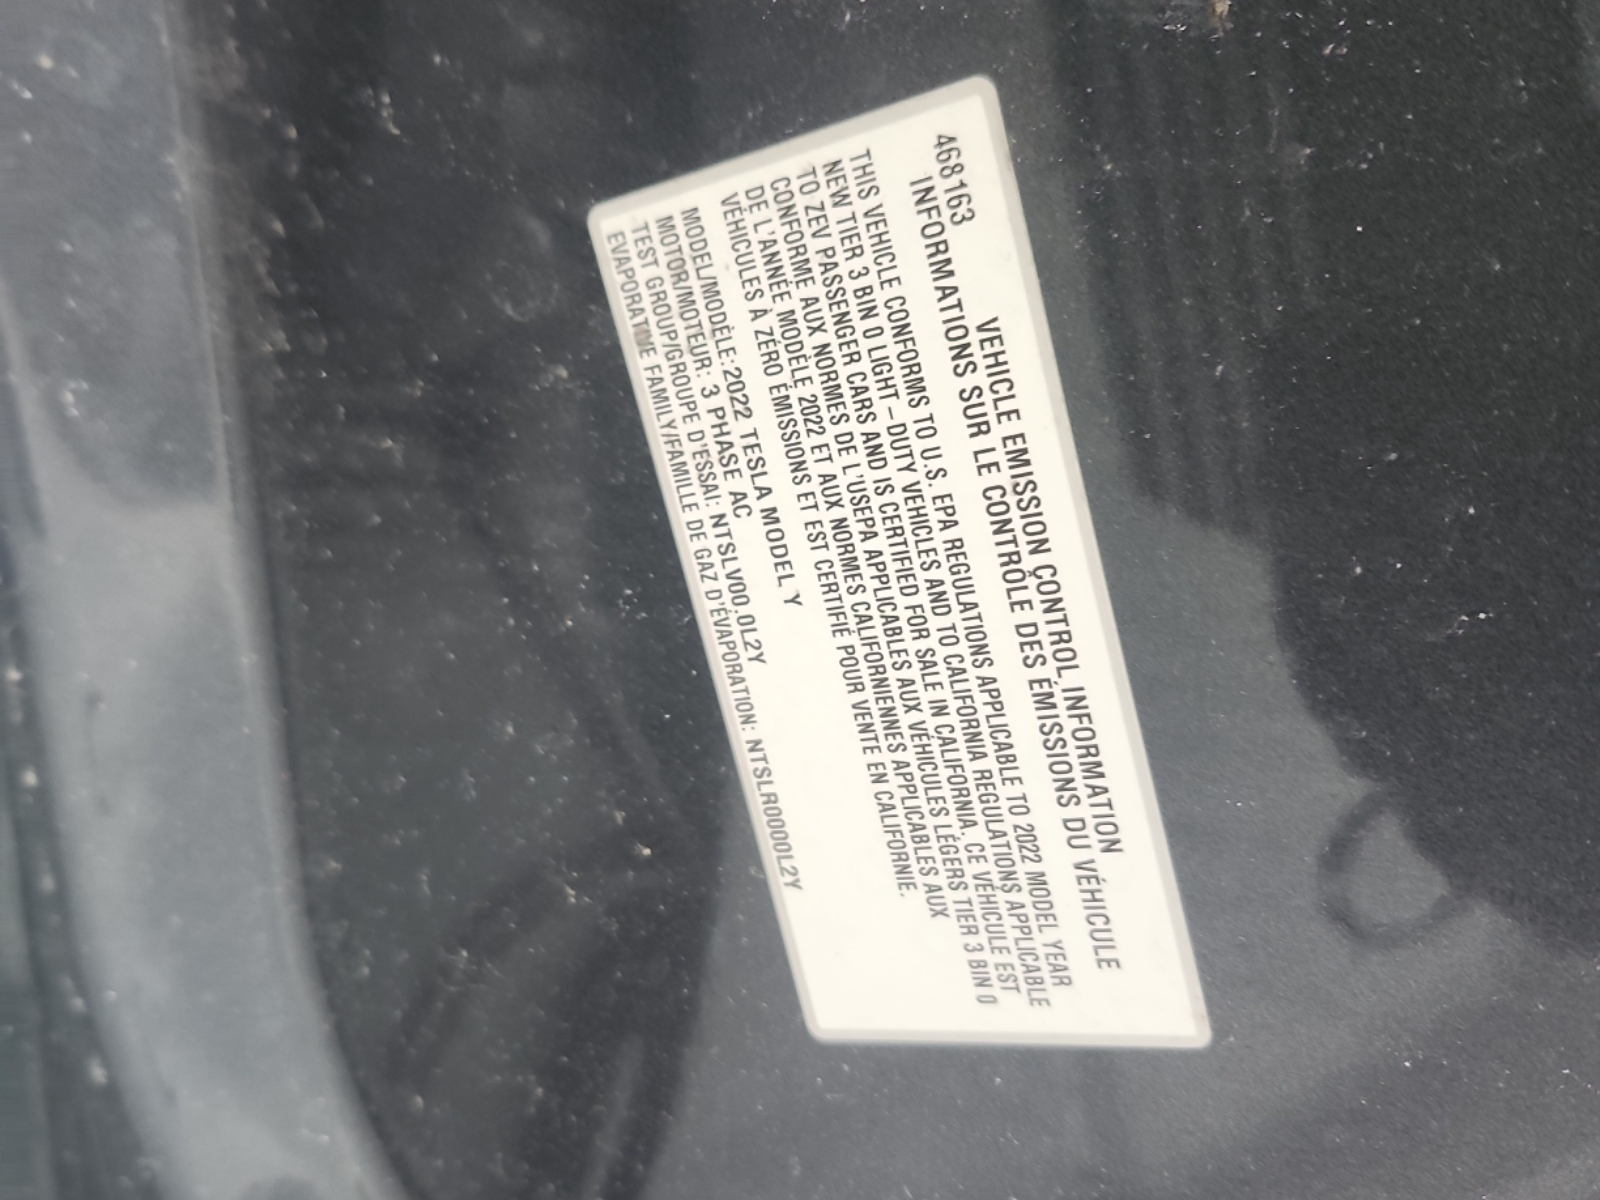 468163
VEHICLE EMISSION CONTROL INFORMATION
INFORMATIONS SUR LE CONTRÔLE DES ÉMISSIONS DU VÉHICULE
THIS VEHICLE CONFORMS TO U.S. EPA REGULATIONS APPLICABLE TO 2022 MODEL YEAR
NEW TIER 3 BIN 0 LIGHT-DUTY VEHICLES AND TO CALIFORNIA REGULATIONS APPLICABLE
TO ZEV PASSENGER CARS AND IS CERTIFIED FOR SALE IN CALIFORNIA. CE VÉHICULE EST
CONFORME AUX NORMES DE L'USEPA APPLICABLES AUX VÉHICULES LÉGERS TIER 3 BIN 0
DE L'ANNÉE MODÈLE 2022 ET AUX NORMES CALIFORNIENNES APPLICABLES AUX
VÉHICULES À ZÉRO ÉMISSIONS ET EST CERTIFIÉ POUR VENTE EN CALIFORNIE.
MODEL/MODÈLE: 2022 TESLA MODEL Y
MOTOR/MOTEUR: 3 PHASE AC
TEST GROUP/GROUPE D'ESSAI: NTSLV00.0L2Y
EVAPORATIVE FAMILY/FAMILLE DE GAZ D'ÉVAPORATION: NTSLR0000L2Y